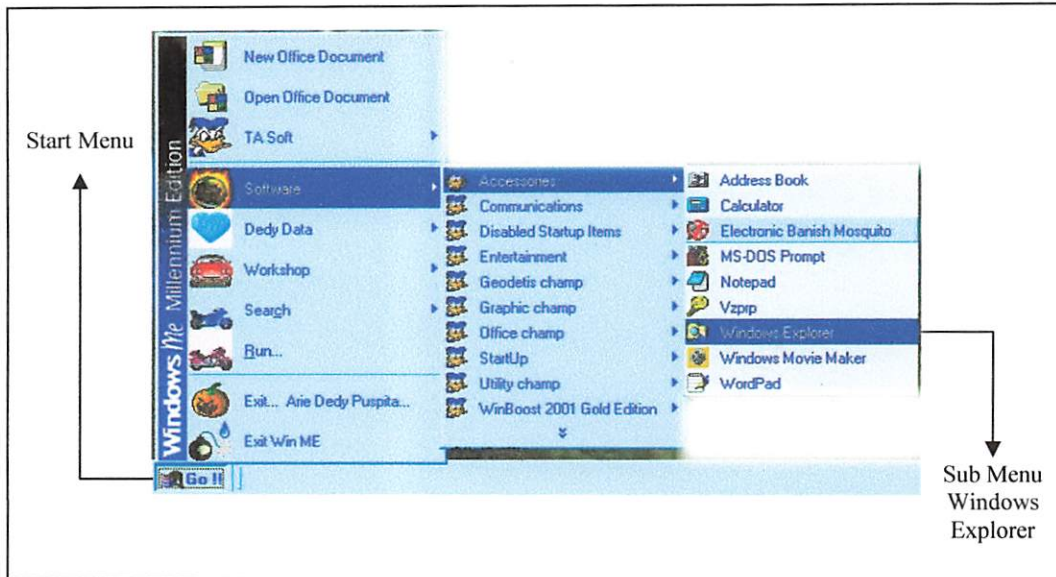 Start Menu
Windows Me Millennium Edition
New Office Document
Open Office Document
TA Soft
Software
Dedy Data
Workshop
Search
Run...
Exit... Arie Dedy Puspita...
Exit Win ME
Go !!
Accessories
Communications
Disabled Startup Items
Entertainment
Geodetis champ
Graphic champ
Office champ
StartUp
Utility champ
WinBoost 2001 Gold Edition
Address Book
Calculator
Electronic Banish Mosquito
MS-DOS Prompt
Notepad
Vzprp
Windows Explorer
Windows Movie Maker
WordPad
Sub Menu
Windows
Explorer